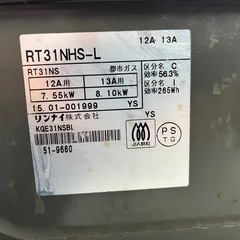 RT31NHS-L
12A 13A
RT31NS 都市ガス
12A用 13A用
7.55kW 8.10kW
区分名 C
効率56.3%
区分名 I
効率265Wh
15.01-001999 YS
リンナイ株式会社 YS
KGE31NSBL
51-9660
JIA認証
PS
TG